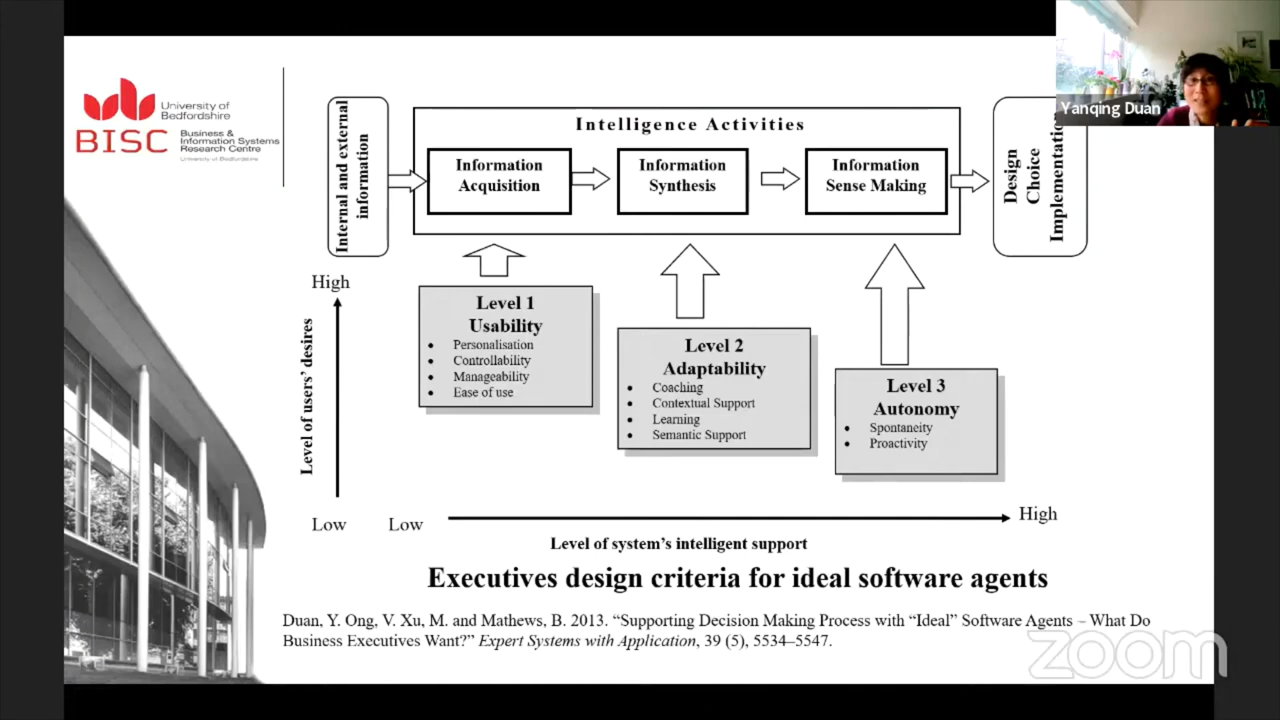 University of
Bedfordshire
BISC
Business &
Information Systems
Research Centre
University of Bedfordshire
Yanqing Duan
Internal and external
information
Intelligence Activities
Information
Acquisition
Information
Synthesis
Information
Sense Making
Design
Choice
Implementation
High
Level of users' desires
Low
Level 1
Usability
• Personalisation
• Controllability
• Manageability
• Ease of use
Level 2
Adaptability
• Coaching
• Contextual Support
• Learning
• Semantic Support
Level 3
Autonomy
• Spontaneity
• Proactivity
Low
High
Level of system's intelligent support
Executives design criteria for ideal software agents
Duan, Y. Ong, V. Xu, M. and Mathews, B. 2013. “Supporting Decision Making Process with “Ideal” Software Agents – What Do
Business Executives Want?” Expert Systems with Application, 39 (5), 5534–5547.
zoom